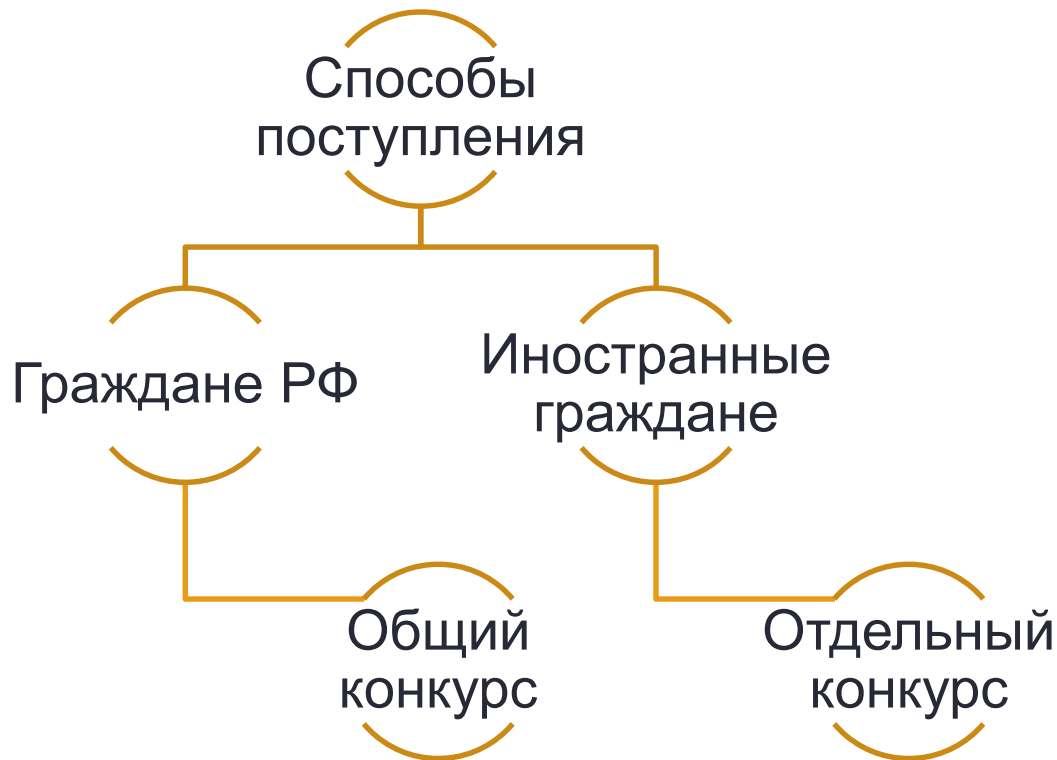 Способы
поступления
Граждане РФ
Иностранные
граждане
Общий
конкурс
Отдельный
конкурс